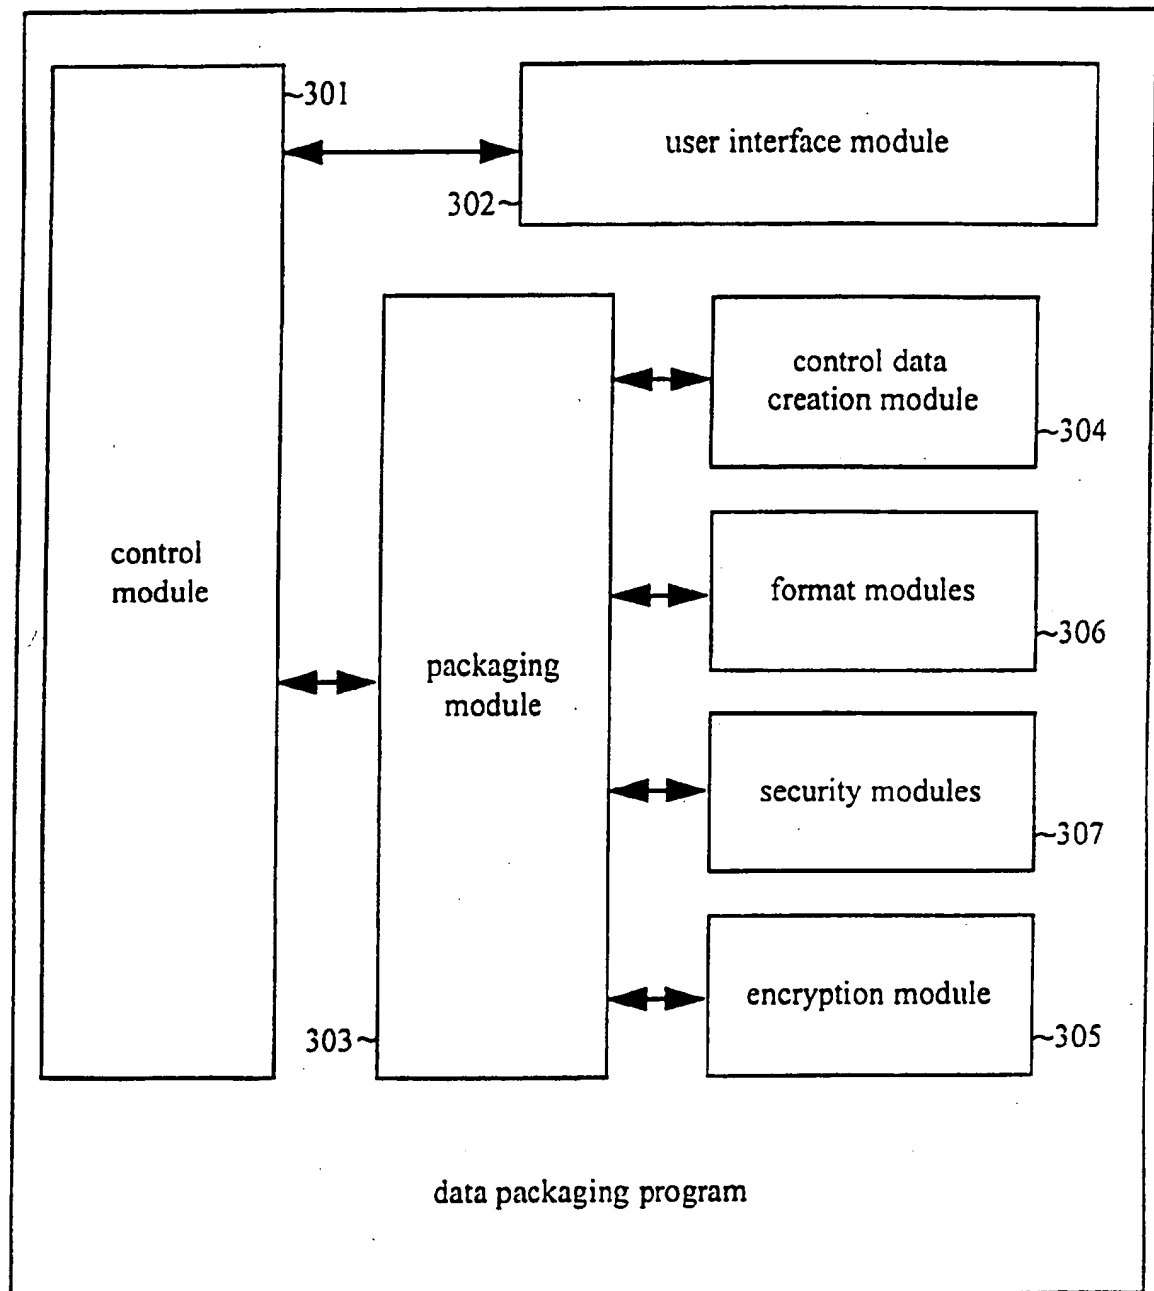 301
user interface module
302
control data
creation module
304
control
module
format modules
306
packaging
module
security modules
307
encryption module
303
305
data packaging program